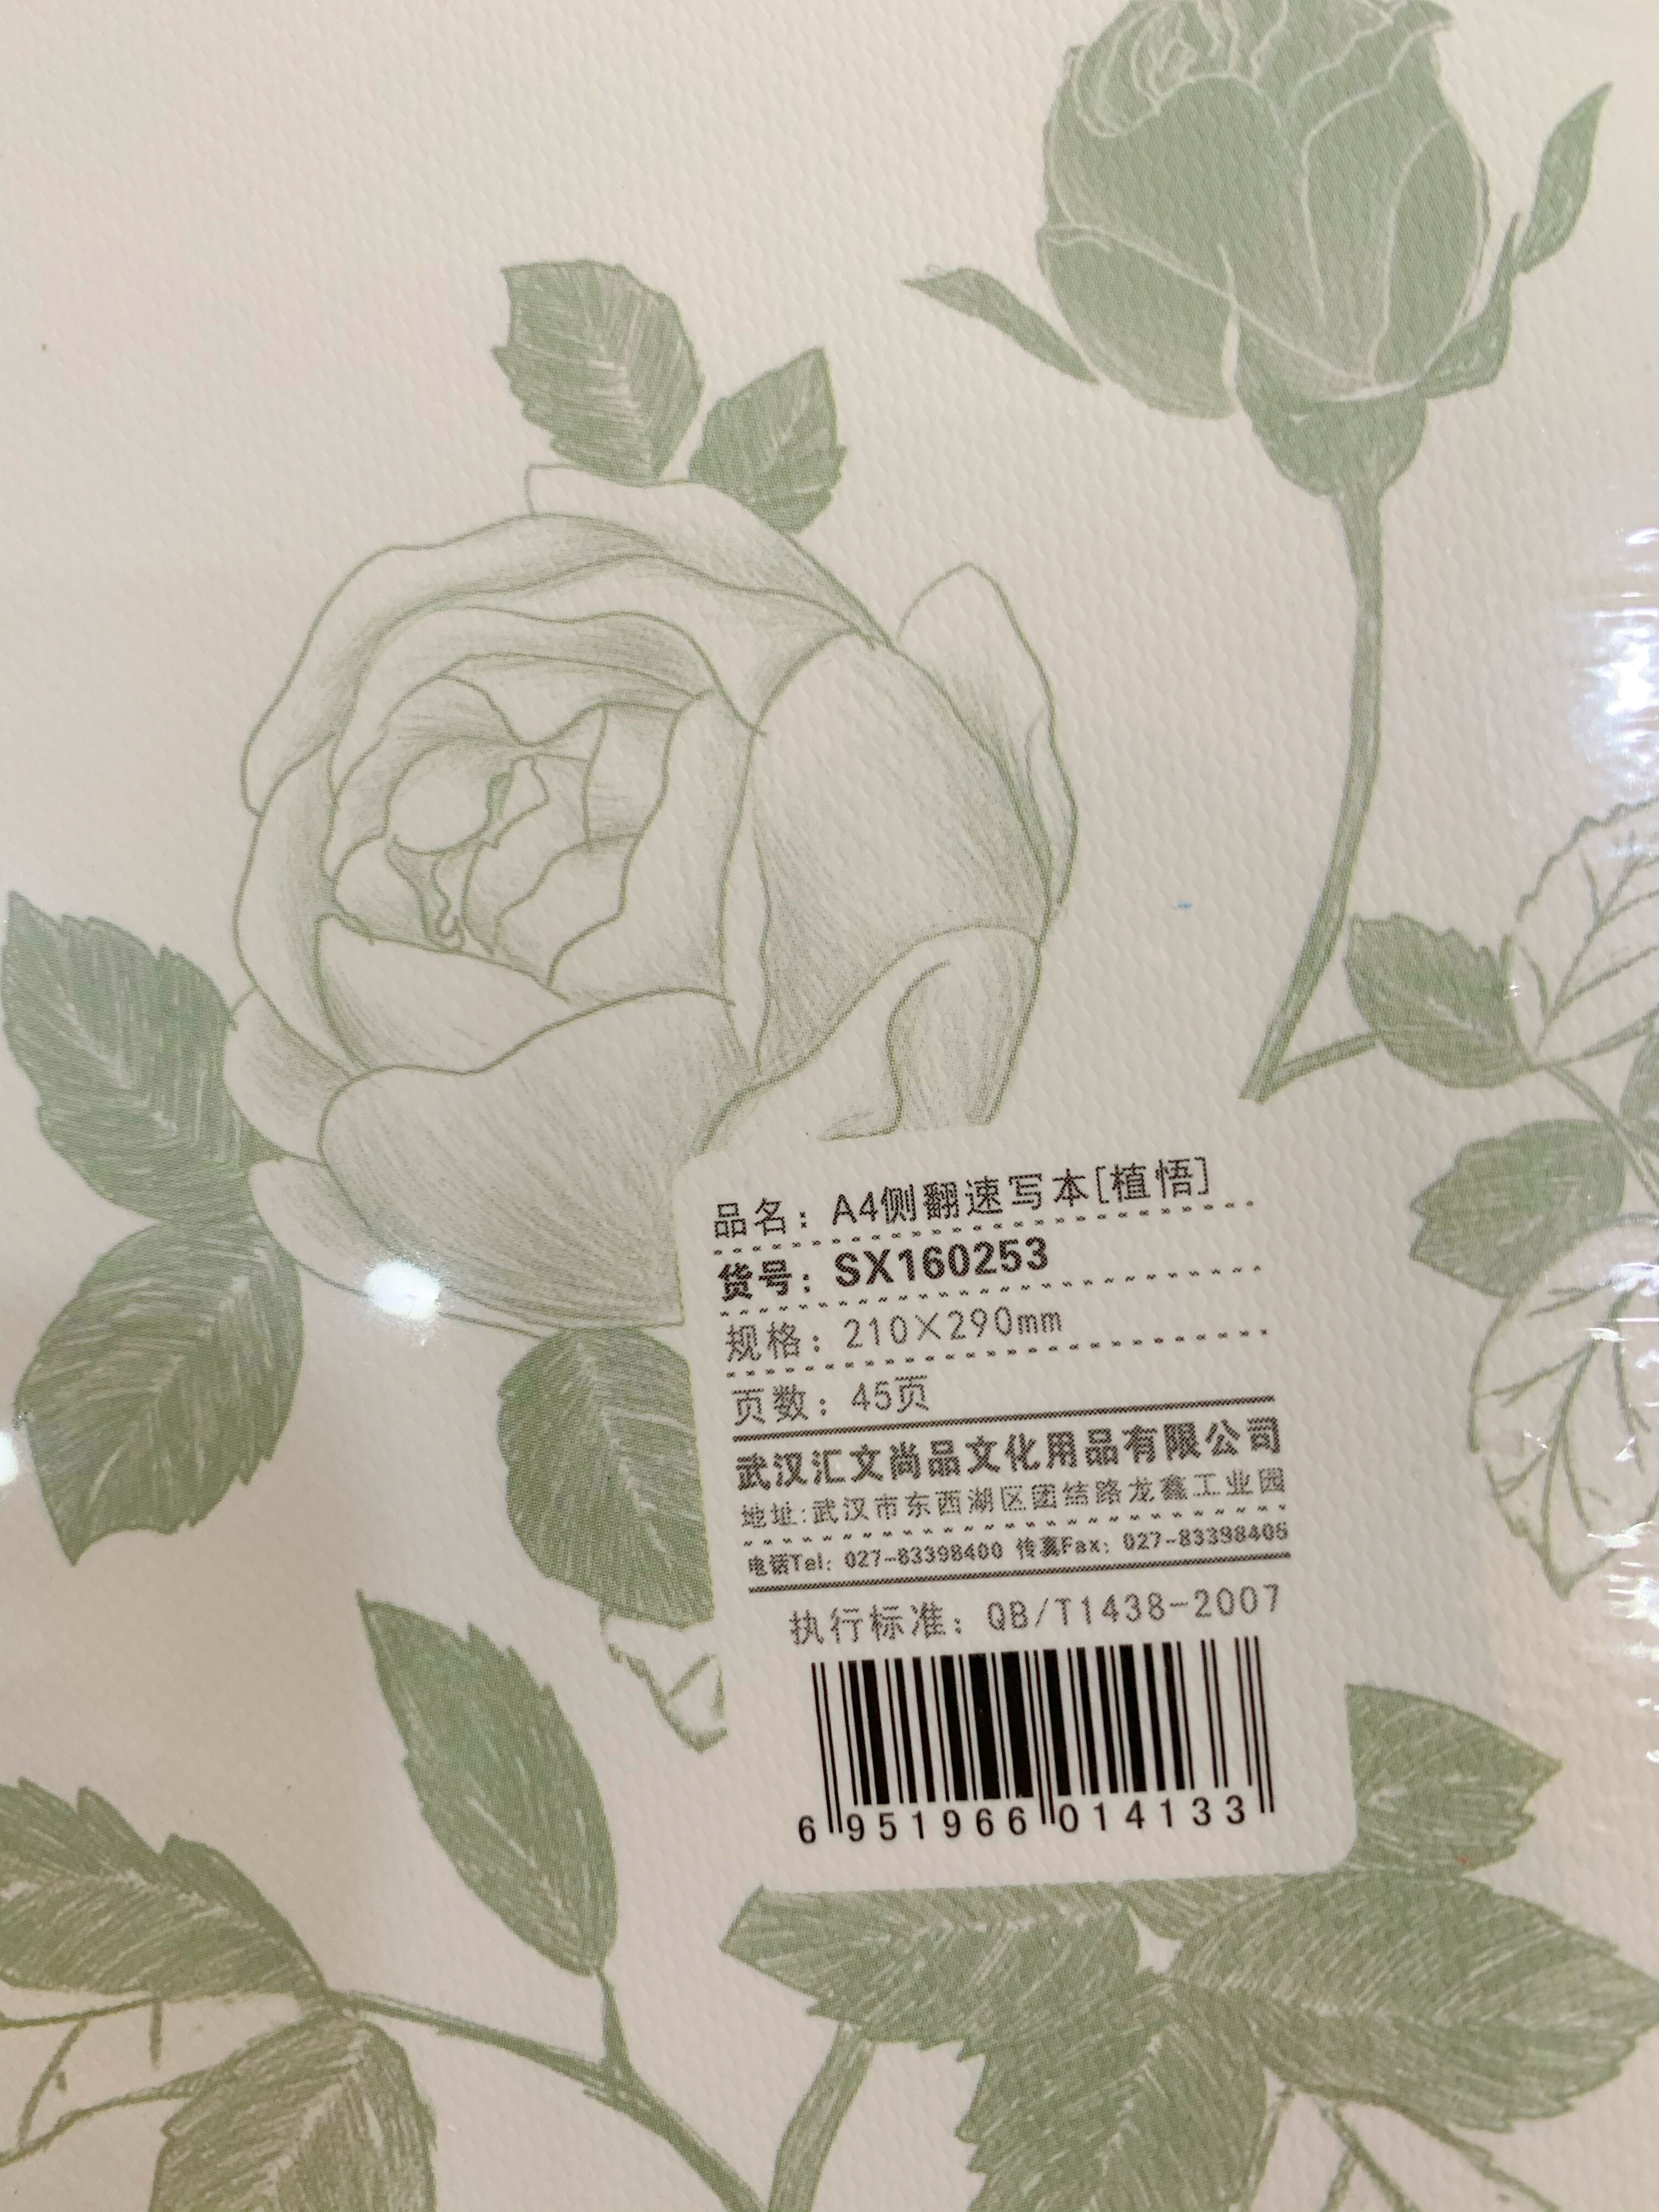 品名：A4侧翻速写本[植悟]
货号：SX160253
规格：210×290mm
页数：45页
武汉汇文尚品文化用品有限公司
地址:武汉市东西湖区团结路龙鑫工业园
电话Tel：027-83398400 传真Fax：027-83398406
执行标准：QB/T1438-2007
6 951966 014133